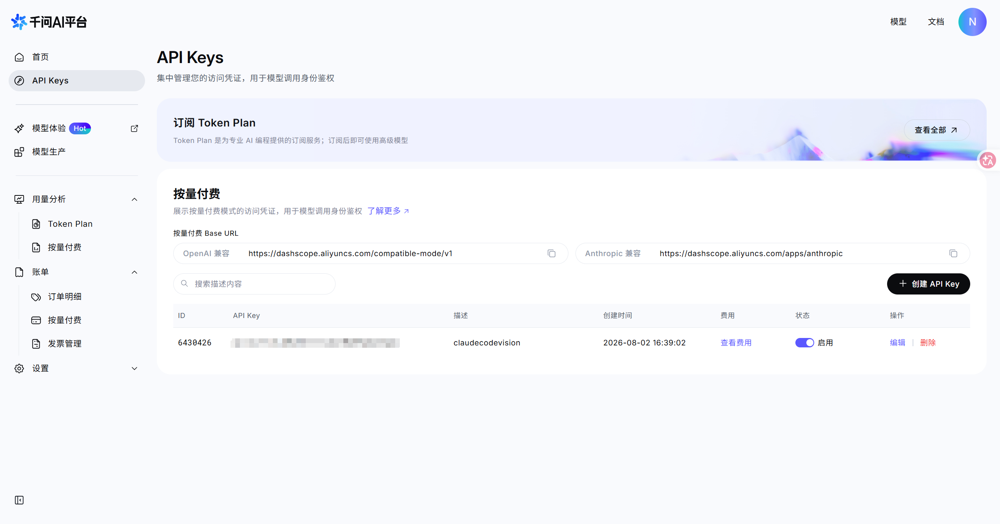 千问AI平台
模型
文档
N
首页
API Keys
模型体验 Hot
模型生产
用量分析
Token Plan
按量付费
账单
订单明细
按量付费
发票管理
设置
API Keys
集中管理您的访问凭证，用于模型调用身份鉴权
订阅 Token Plan
Token Plan 是为专业 AI 编程提供的订阅服务；订阅后即可使用高级模型
查看全部
按量付费
展示按量付费模式的访问凭证，用于模型调用身份鉴权 了解更多
按量付费 Base URL
OpenAI 兼容 https://dashscope.aliyuncs.com/compatible-mode/v1
Anthropic 兼容 https://dashscope.aliyuncs.com/apps/anthropic
搜索描述内容
创建 API Key
ID API Key 描述 创建时间 费用 状态 操作
6430426 claudecodevision 2026-08-02 16:39:02 查看费用 启用 编辑 删除